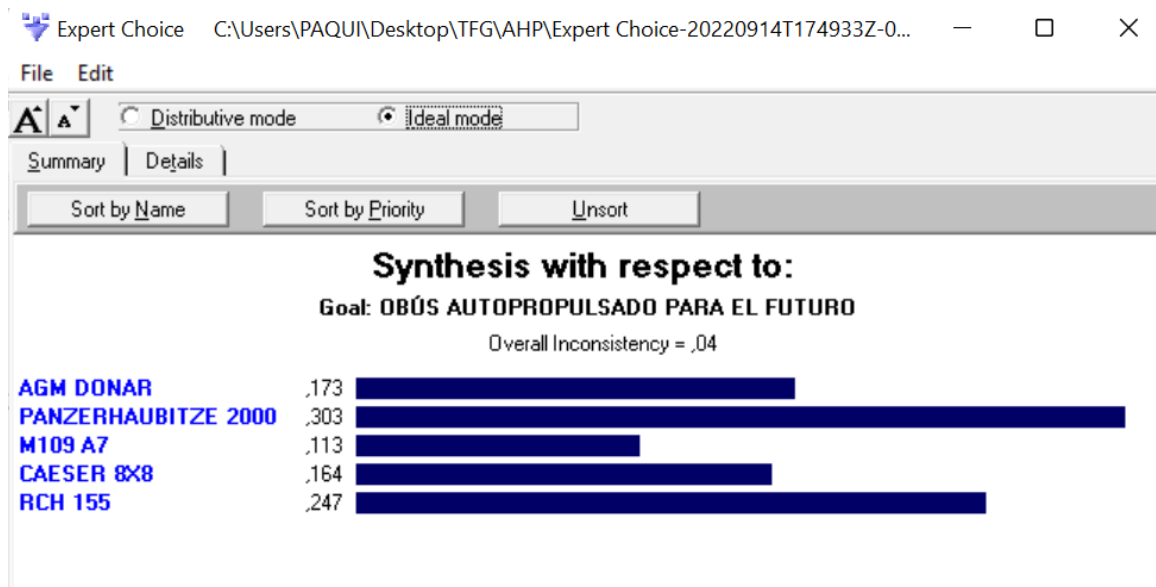 Expert Choice C:\Users\PAQUI\Desktop\TFG\AHP\Expert Choice-20220914T174933Z-0...
File Edit
A A Distributive mode Ideal mode
Summary Details
Sort by Name Sort by Priority Unsort
Synthesis with respect to:
Goal: OBÚS AUTOPROPULSADO PARA EL FUTURO
Overall Inconsistency = ,04
AGM DONAR ,173
PANZERHAUBITZE 2000 ,303
M109 A7 ,113
CAESER 8X8 ,164
RCH 155 ,247